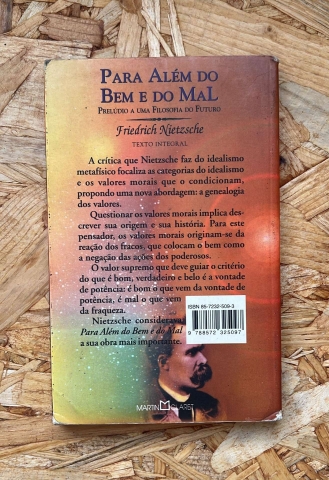 PARA ALÉM DO
BEM E DO MAL
PRELÚDIO A UMA FILOSOFIA DO FUTURO
Friedrich Nietzsche
TEXTO INTEGRAL
A crítica que Nietzsche faz do idealismo
metafísico focaliza as categorias do idealismo
e os valores morais que o condicionam,
propondo uma nova abordagem: a genealogia
dos valores.
Questionar os valores morais implica des-
crever sua origem e sua história. Para este
pensador, os valores morais originam-se da
reação dos fracos, que colocam o bem como
a negação das ações dos poderosos.
O valor supremo que deve guiar o critério
do que é bom, verdadeiro e belo é a vontade
de potência: é bom o que vem da vontade de
potência, é mal o que vem
da fraqueza.
Nietzsche considerava
Para Além do Bem e do Mal
a sua obra mais importante.
ISBN 85-7232-509-3
9 788572 325097
MARTIN CLARET